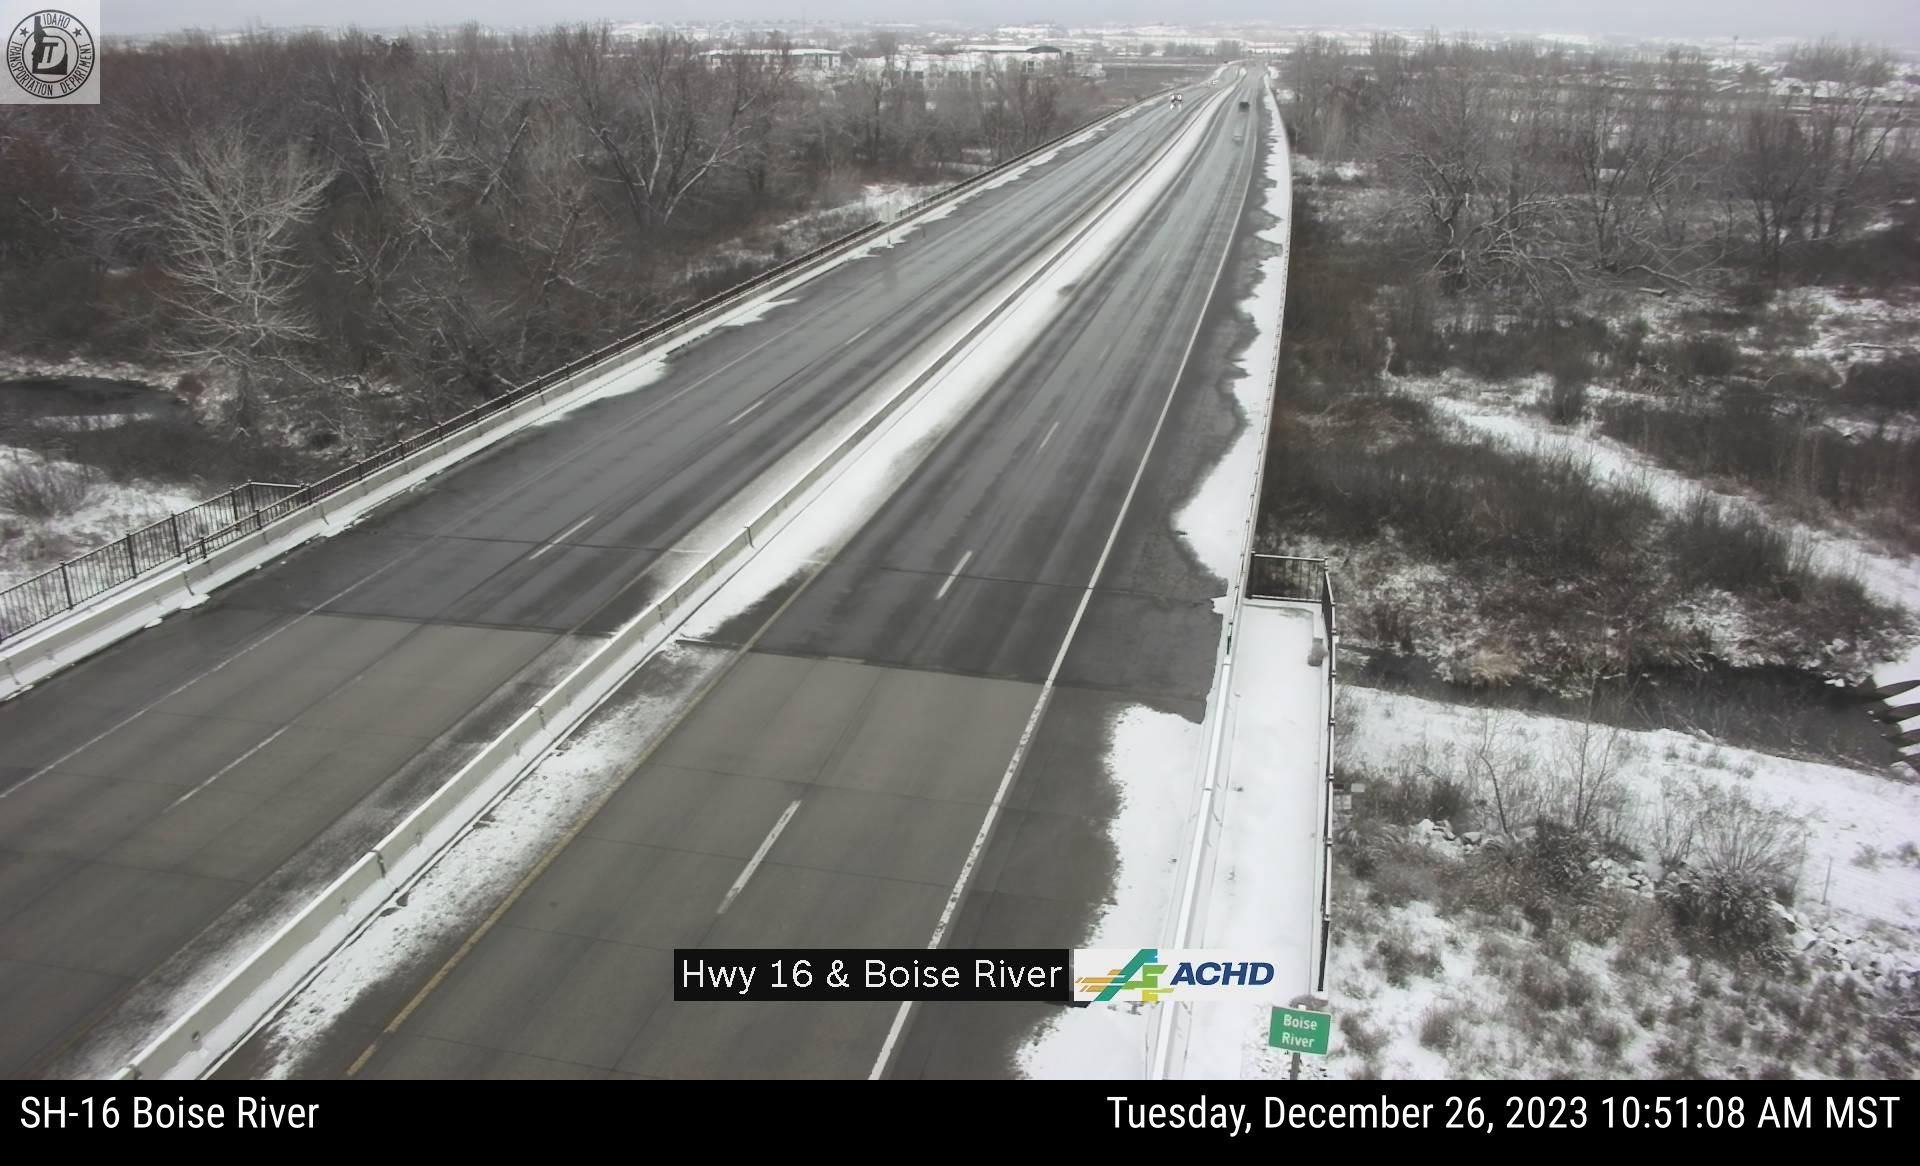 IDAHO
TRANSPORTATION DEPARTMENT
Hwy 16 & Boise River
ACHD
Boise
River
SH-16 Boise River
Tuesday, December 26, 2023 10:51:08 AM MST